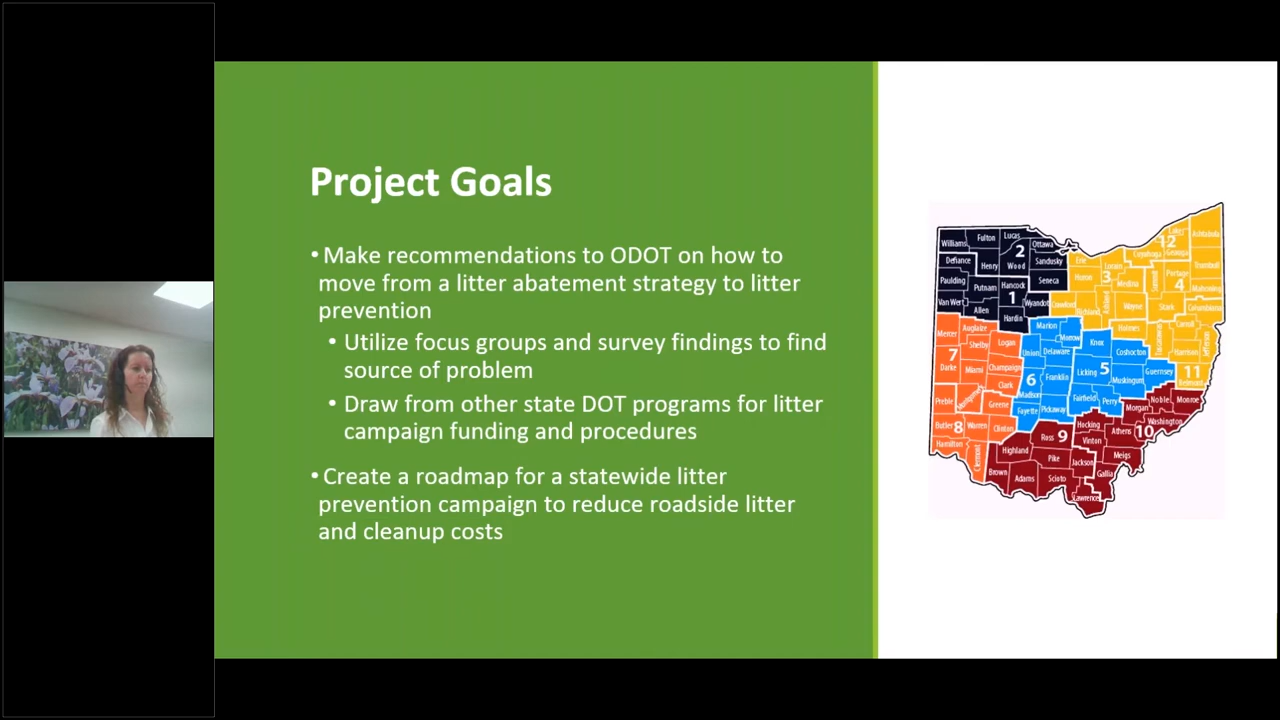 Project Goals
• Make recommendations to ODOT on how to
move from a litter abatement strategy to litter
prevention
• Utilize focus groups and survey findings to find
source of problem
• Draw from other state DOT programs for litter
campaign funding and procedures
• Create a roadmap for a statewide litter
prevention campaign to reduce roadside litter
and cleanup costs
Williams
Fulton
Lucas
Ottawa
2
Defiance
Henry
Wood
Sandusky
Paulding
Putnam
Hancock
Seneca
Van Wert
Allen
1
Wyandot
Hardin
Erie
Lorain
Huron
3
Medina
Cuyahoga
Lake
12
Geauga
Ashtabula
Trumbull
Portage
4
Summit
Mahoning
Crawford
Richland
Ashland
Wayne
Stark
Columbiana
Holmes
Tuscarawas
Carroll
Harrison
Jefferson
11
Belmont
Mercer
Auglaize
Shelby
Logan
7
Darke
Miami
Champaign
Clark
Preble
Montgomery
Greene
Butler
8
Warren
Clinton
Hamilton
Clermont
Marion
Morrow
Knox
Union
Delaware
Coshocton
6
Franklin
Licking
5
Muskingum
Guernsey
Madison
Fairfield
Perry
Fayette
Pickaway
Noble
Monroe
Morgan
Washington
Hocking
Athens
10
Ross
9
Vinton
Meigs
Highland
Pike
Jackson
Gallia
Brown
Adams
Scioto
Lawrence